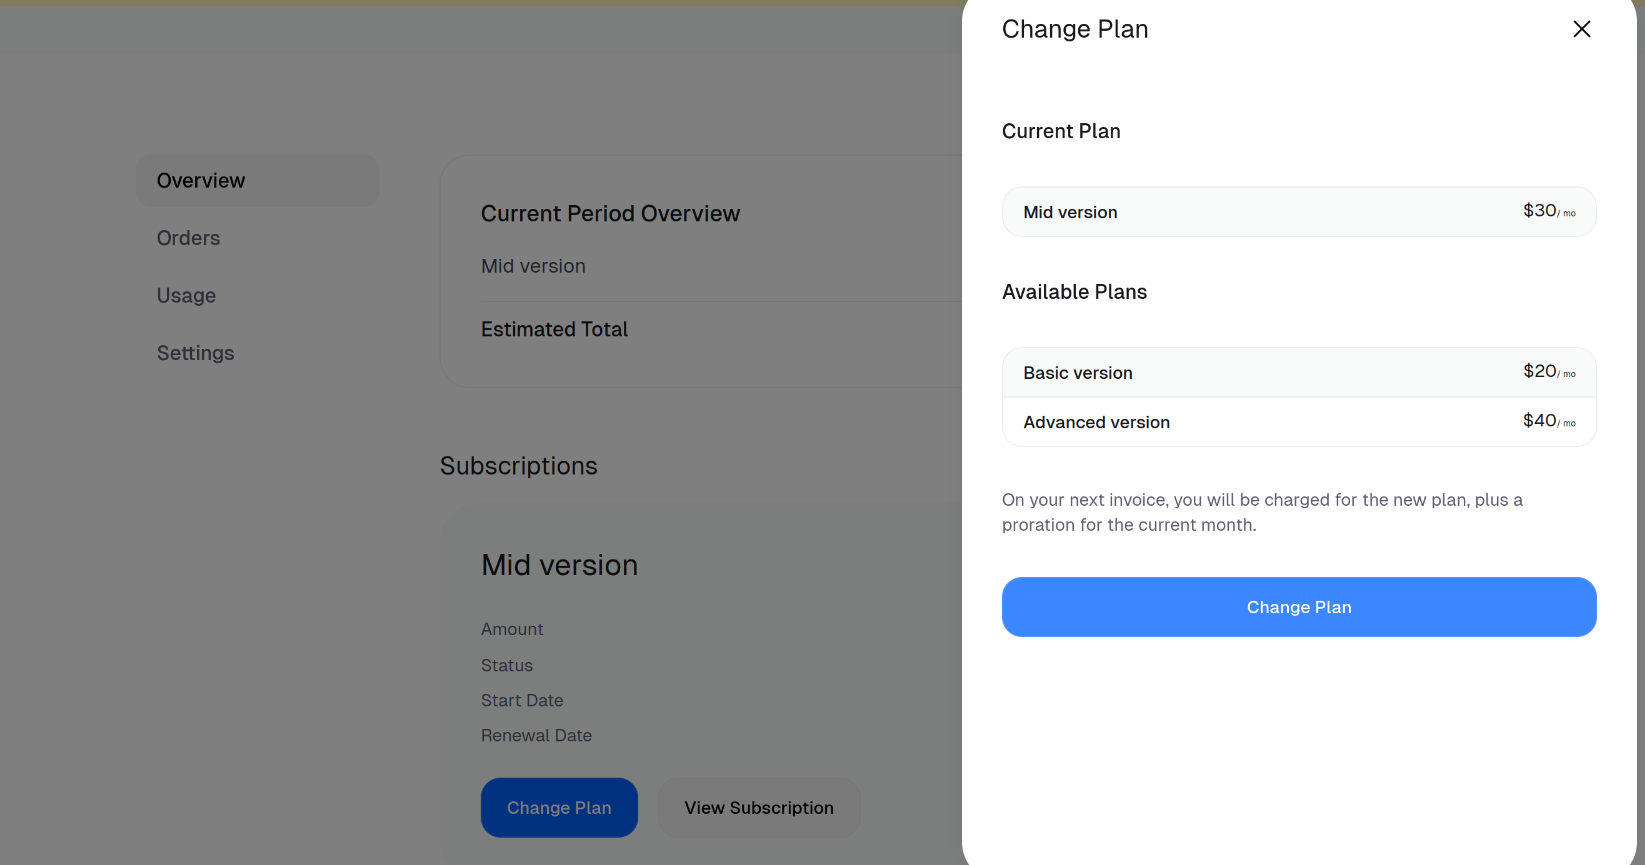 Overview
Orders
Usage
Settings
Current Period Overview
Mid version
Estimated Total
Subscriptions
Mid version
Amount
Status
Start Date
Renewal Date
Change Plan
View Subscription
Change Plan
Current Plan
Mid version $30/ mo
Available Plans
Basic version $20/ mo
Advanced version $40/ mo
On your next invoice, you will be charged for the new plan, plus a
proration for the current month.
Change Plan